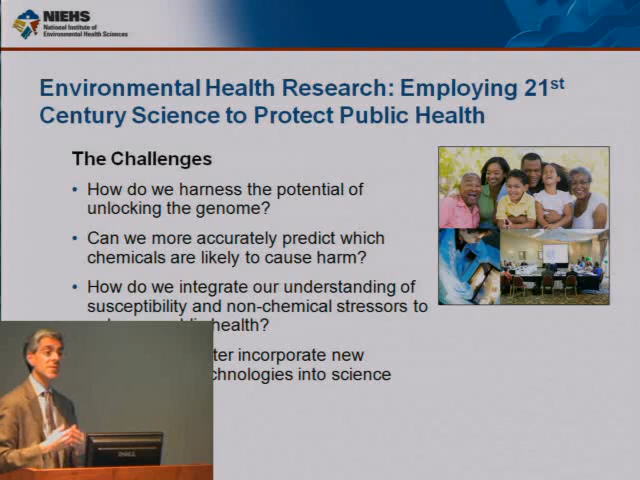 NIEHS
National Institute of
Environmental Health Sciences
Environmental Health Research: Employing 21st
Century Science to Protect Public Health
The Challenges
• How do we harness the potential of
unlocking the genome?
• Can we more accurately predict which
chemicals are likely to cause harm?
• How do we integrate our understanding of
susceptibility and non-chemical stressors to
health?
ter incorporate new
chnologies into science
DELL